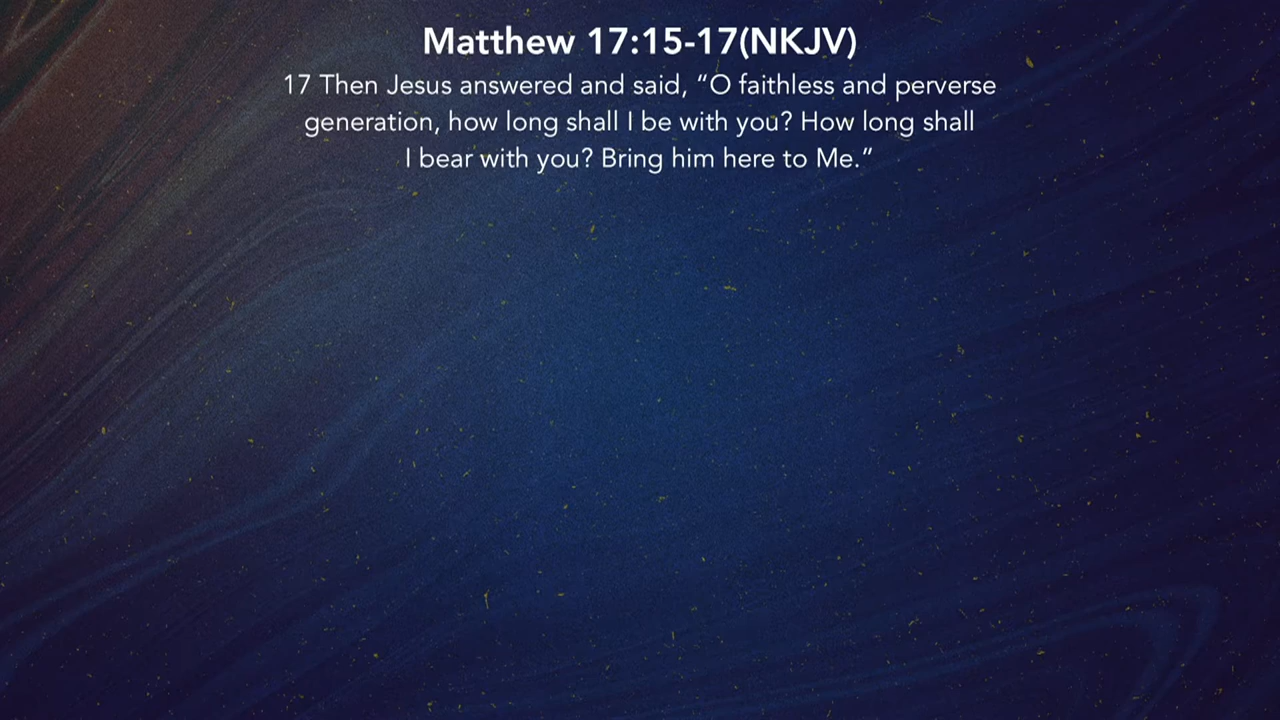 Matthew 17:15-17(NKJV)
17 Then Jesus answered and said, “O faithless and perverse
generation, how long shall I be with you? How long shall
I bear with you? Bring him here to Me.”